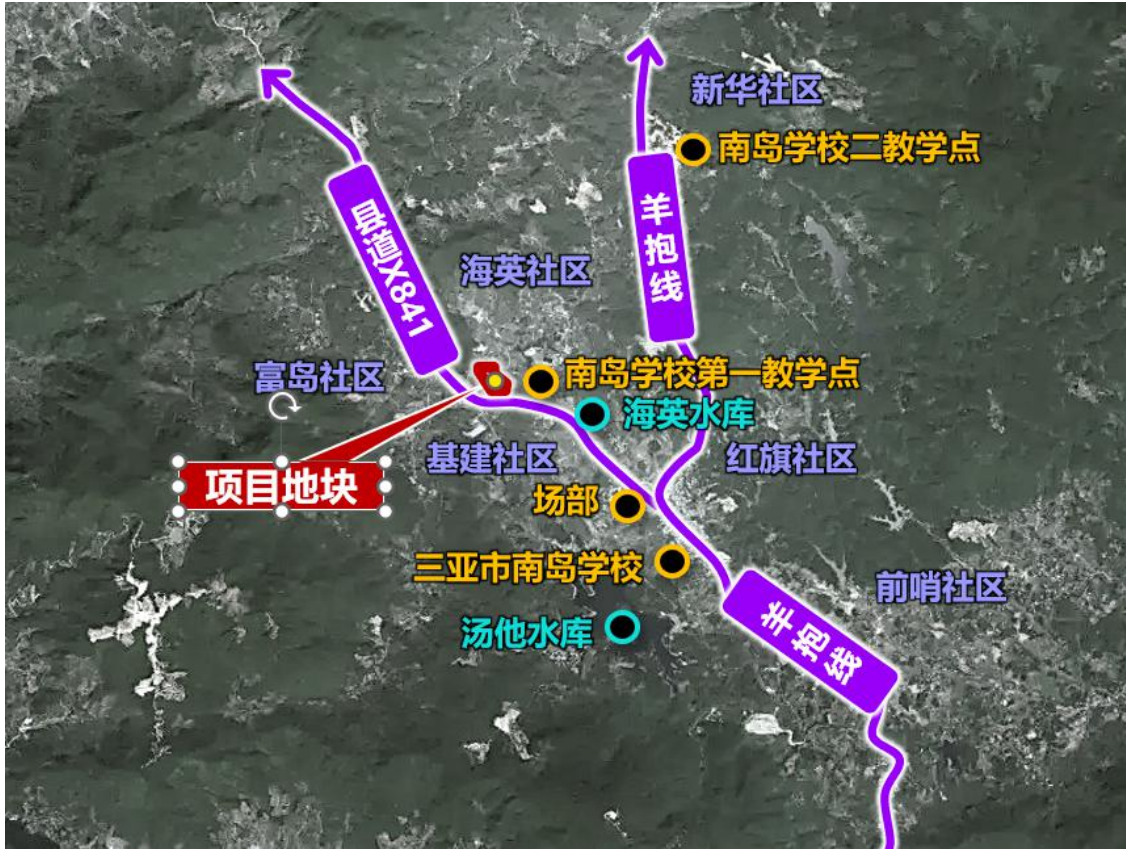 新华社区
南岛学校二教学点
县道X841
羊抱线
海英社区
富岛社区
南岛学校第一教学点
海英水库
基建社区
红旗社区
项目地块
场部
三亚市南岛学校
前哨社区
汤他水库
羊抱线